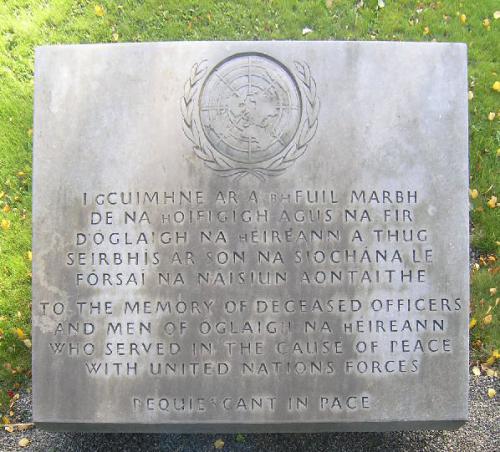 I GCUIMHNE AR A BHFUIL MARBH
DE NA HOIFIGIGH AGUS NA FIR
D'ÓGLAIGH NA HÉIREANN A THUG
SEIRBHÍS AR SON NA SÍOCHÁNA LE
FÓRSAÍ NA NAISIUN AONTAITHE
TO THE MEMORY OF DECEASED OFFICERS
AND MEN OF OGLAIGH NA HÉIREANN
WHO SERVED IN THE CAUSE OF PEACE
WITH UNITED NATIONS FORCES
REQUIESCANT IN PACE